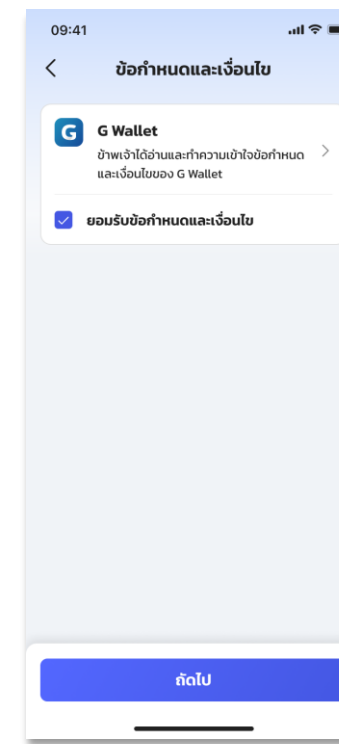 09:41
ข้อกำหนดและเงื่อนไข
G
G Wallet
ข้าพเจ้าได้อ่านและทำความเข้าใจข้อกำหนด
และเงื่อนไขของ G Wallet
ยอมรับข้อกำหนดและเงื่อนไข
ถัดไป